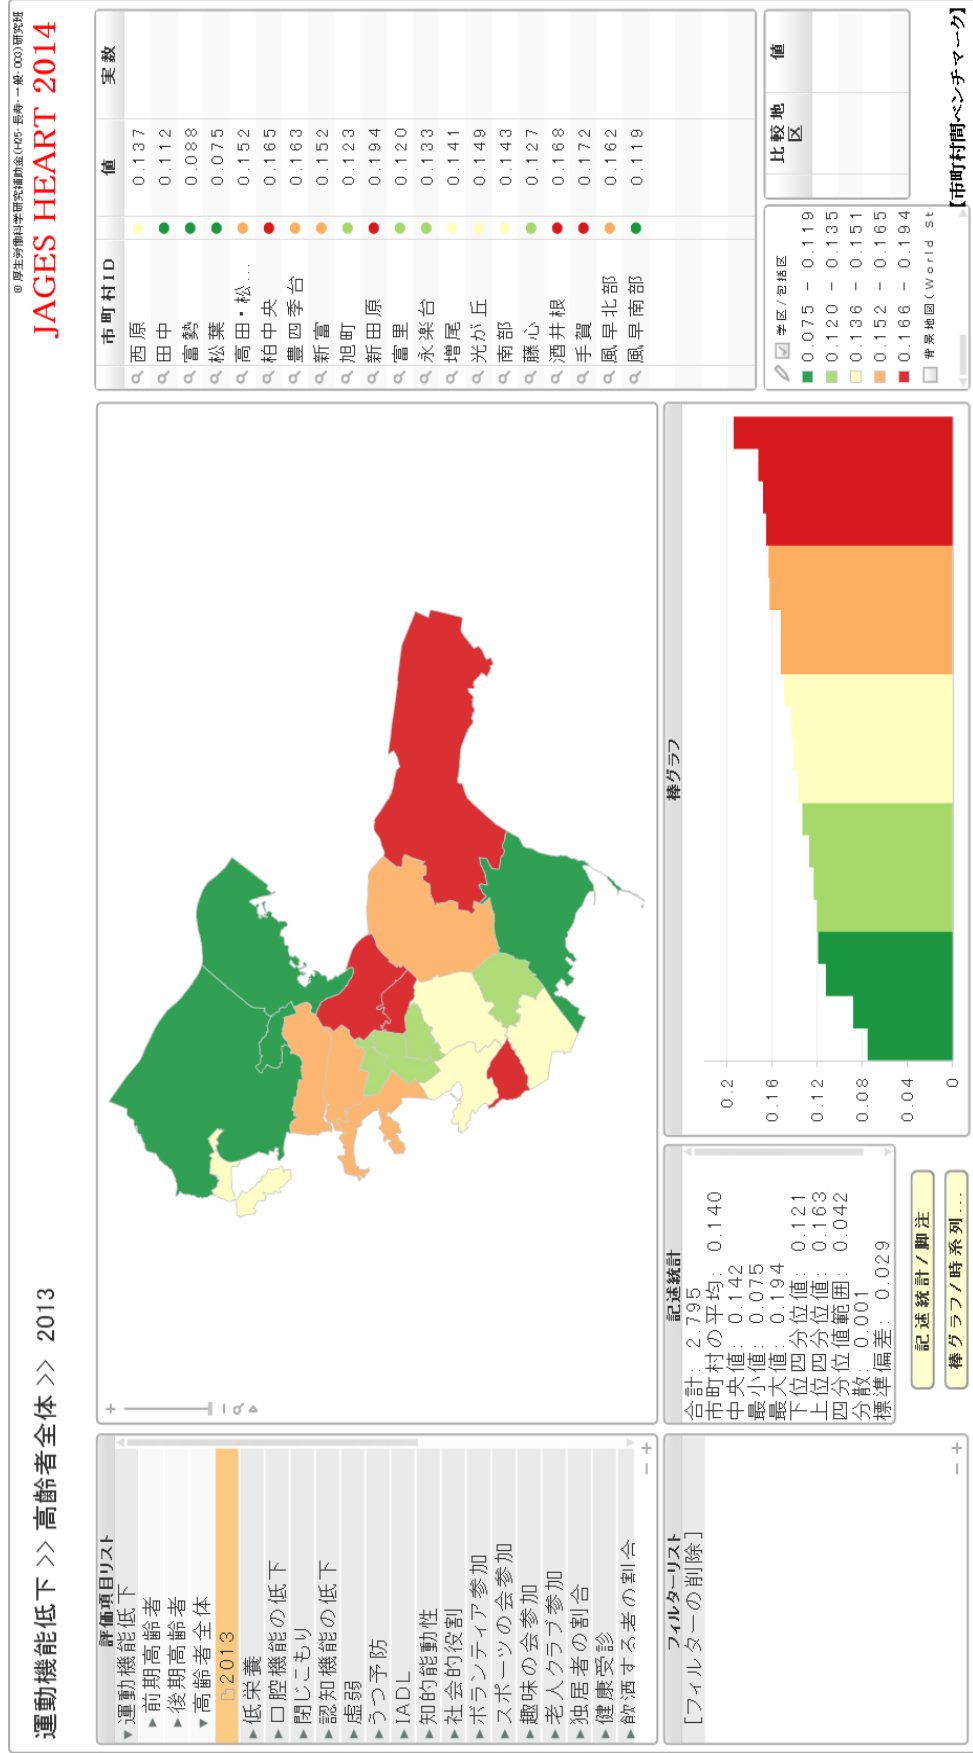 運動機能低下 >> 高齢者全体 >> 2013
© 厚生労働科学研究補助金(H25-長寿-一般-003)研究班
JAGES HEART 2014
評価項目リスト
▼運動機能低下
▶前期高齢者
▶後期高齢者
▼高齢者全体
2013
▶低栄養
▶口腔機能の低下
▶閉じこもり
▶認知機能の低下
▶虚弱
▶うつ予防
▶IADL
▶知的能動性
▶社会的役割
▶ボランティア参加
▶スポーツの会参加
▶趣味の会参加
▶老人クラブ参加
▶独居者の割合
▶健康受診
▶飲酒する者の割合
− +
フィルターリスト
[フィルターの削除]
− +
+
−
記述統計
合計: 2.795
市町村の平均: 0.140
中央値: 0.142
最小値: 0.075
最大値: 0.194
下位四分位値: 0.121
上位四分位値: 0.163
四分位値範囲: 0.042
分散: 0.001
標準偏差: 0.029
記述統計/脚注
棒グラフ/時系列...
棒グラフ
0.2
0.16
0.12
0.08
0.04
0
市町村ID 値 実数
西原 0.137
田中 0.112
富勢 0.088
松葉 0.075
高田・松... 0.152
柏中央 0.165
豊四季台 0.163
新富 0.152
旭町 0.123
新田原 0.194
富里 0.120
永楽台 0.133
増尾 0.141
光が丘 0.149
南部 0.143
藤心 0.127
酒井根 0.168
手賀 0.172
風早北部 0.162
風早南部 0.119
学区/包括区
0.075 − 0.119
0.120 − 0.135
0.136 − 0.151
0.152 − 0.165
0.166 − 0.194
背景地図(World St
比較地区 値
【市町村間ベンチマーク】